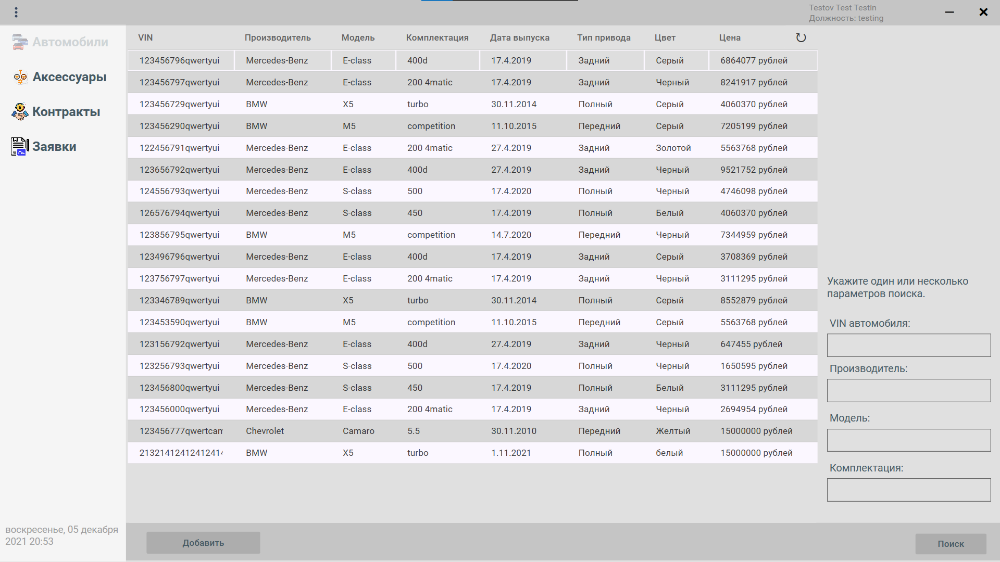 Testov Test Testin
Должность: testing
Автомобили
Аксессуары
Контракты
Заявки
VIN Производитель Модель Комплектация Дата выпуска Тип привода Цвет Цена
123456796qwertyui Mercedes-Benz E-class 400d 17.4.2019 Задний Серый 6864077 рублей
123456797qwertyui Mercedes-Benz E-class 200 4matic 17.4.2019 Задний Черный 8241917 рублей
123456729qwertyui BMW X5 turbo 30.11.2014 Полный Серый 4060370 рублей
123456290qwertyui BMW M5 competition 11.10.2015 Передний Серый 7205199 рублей
122456791qwertyui Mercedes-Benz E-class 200 4matic 27.4.2019 Задний Золотой 5563768 рублей
123656792qwertyui Mercedes-Benz E-class 400d 27.4.2019 Задний Черный 9521752 рублей
124556793qwertyui Mercedes-Benz S-class 500 17.4.2020 Полный Черный 4746098 рублей
126576794qwertyui Mercedes-Benz S-class 450 17.4.2019 Полный Белый 4060370 рублей
123856795qwertyui BMW M5 competition 14.7.2020 Передний Черный 7344959 рублей
123496796qwertyui Mercedes-Benz E-class 400d 17.4.2019 Задний Серый 3708369 рублей
123756797qwertyui Mercedes-Benz E-class 200 4matic 17.4.2019 Задний Черный 3111295 рублей
123346789qwertyui BMW X5 turbo 30.11.2014 Полный Серый 8552879 рублей
123453590qwertyui BMW M5 competition 11.10.2015 Передний Серый 5563768 рублей
123156792qwertyui Mercedes-Benz E-class 400d 27.4.2019 Задний Черный 647455 рублей
123256793qwertyui Mercedes-Benz S-class 500 17.4.2020 Полный Черный 1650595 рублей
123456800qwertyui Mercedes-Benz S-class 450 17.4.2019 Полный Белый 3111295 рублей
123456000qwertyui Mercedes-Benz E-class 200 4matic 17.4.2019 Задний Черный 2694954 рублей
123456777qwertcam Chevrolet Camaro 5.5 30.11.2010 Передний Желтый 15000000 рублей
21321412412412414 BMW X5 turbo 1.11.2021 Полный белый 15000000 рублей
Укажите один или несколько
параметров поиска.
VIN автомобиля:
Производитель:
Модель:
Комплектация:
воскресенье, 05 декабря
2021 20:53
Добавить
Поиск